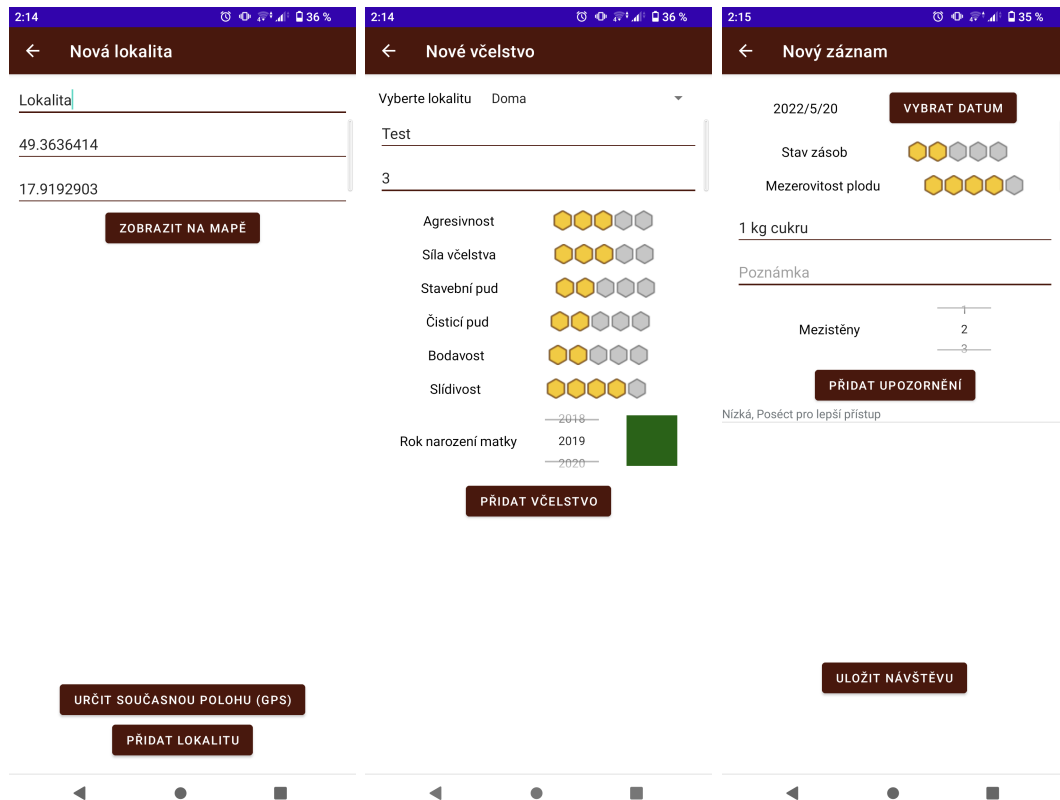 2:14
36 %
Nová lokalita
Lokalita
49.3636414
17.9192903
ZOBRAZIT NA MAPĚ
URČIT SOUČASNOU POLOHU (GPS)
PŘIDAT LOKALITU
2:14
36 %
Nové včelstvo
Vyberte lokalitu Doma
Test
3
Agresivnost
Síla včelstva
Stavební pud
Čisticí pud
Bodavost
Slídivost
2018
Rok narození matky 2019
2020
PŘIDAT VČELSTVO
2:15
35 %
Nový záznam
2022/5/20 VYBRAT DATUM
Stav zásob
Mezerovitost plodu
1 kg cukru
Poznámka
1
Mezistěny 2
3
PŘIDAT UPOZORNĚNÍ
Nízká, Poséct pro lepší přístup
ULOŽIT NÁVŠTĚVU